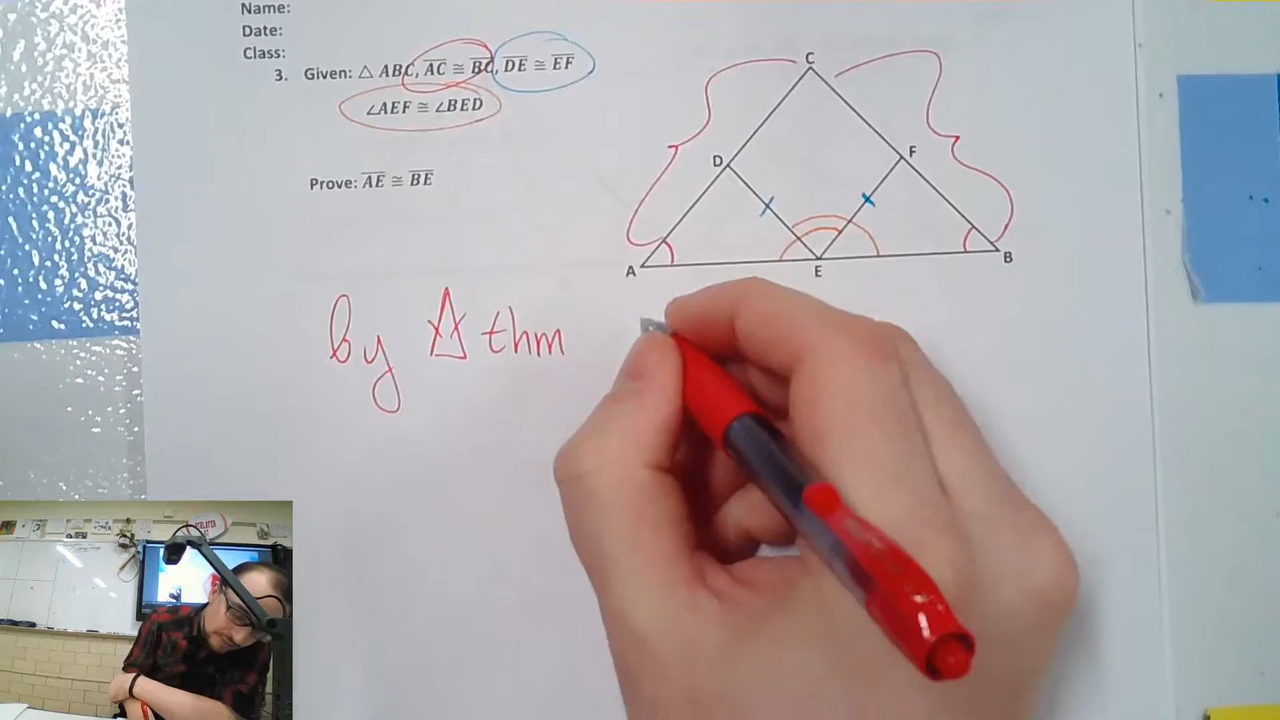 Name:
Date:
Class:
3. Given: △ ABC, AC ≅ BC, DE ≅ EF
∠AEF ≅ ∠BED
Prove: AE ≅ BE
C
D
F
A
E
B
by △ thm